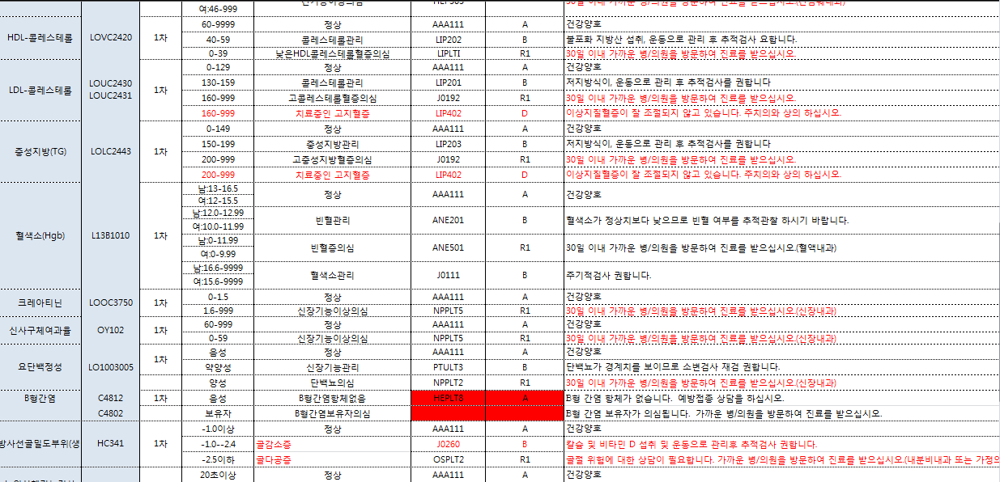 여:46-999
60-9999 정상 AAA111 A 건강양호
HDL-콜레스테롤 LOVC2420 1차 40-59 콜레스테롤관리 LIP202 B 불포화 지방산 섭취, 운동으로 관리 후 추적검사 요합니다.
0-39 낮은HDL콜레스테롤혈증의심 LIPLTI R1 30일 이내 가까운 병/의원을 방문하여 진료를 받으십시오.
0-129 정상 AAA111 A 건강양호
LDL-콜레스테롤 LOUC2430 LOUC2431 1차 130-159 콜레스테롤관리 LIP201 B 저지방식이, 운동으로 관리 후 추적검사를 권합니다
160-999 고콜레스테롤혈증의심 J0192 R1 30일 이내 가까운 병/의원을 방문하여 진료를 받으십시오.
160-999 치료중인 고지혈증 LIP402 D 이상지질혈증이 잘 조절되지 않고 있습니다. 주치의와 상의 하십시오.
0-149 정상 AAA111 A 건강양호
중성지방(TG) LOLC2443 1차 150-199 중성지방관리 LIP203 B 저지방식이, 운동으로 관리 후 추적검사를 권합니다
200-999 고중성지방혈증의심 J0192 R1 30일 이내 가까운 병/의원을 방문하여 진료를 받으십시오.
200-999 치료중인 고지혈증 LIP402 D 이상지질혈증이 잘 조절되지 않고 있습니다. 주치의와 상의 하십시오.
남:13-16.5 정상 AAA111 A 건강양호
여:12-15.5
남:12.0-12.99 빈혈관리 ANE201 B 혈색소가 정상치보다 낮으므로 빈혈 여부를 추적관찰 하시기 바랍니다.
여:10.0-11.99
혈색소(Hgb) L13B1010 1차 남:0-11.99 빈혈증의심 ANE501 R1 30일 이내 가까운 병/의원을 방문하여 진료를 받으십시오.(혈액내과)
여:0-9.99
남:16.6-9999 혈색소관리 J0111 B 주기적검사 권합니다.
여:15.6-9999
크레아티닌 LOOC3750 1차 0-1.5 정상 AAA111 A 건강양호
1.6-999 신장기능이상의심 NPPLT5 R1 30일 이내 가까운 병/의원을 방문하여 진료를 받으십시오.(신장내과)
신사구체여과율 OY102 1차 60-999 정상 AAA111 A 건강양호
0-59 신장기능이상의심 NPPLT5 R1 30일 이내 가까운 병/의원을 방문하여 진료를 받으십시오.(신장내과)
음성 정상 AAA111 A 건강양호
요단백정성 LO1003005 1차 약양성 신장기능관리 PTULT3 B 단백뇨가 경계치를 보이므로 소변검사 재검 권합니다.
양성 단백뇨의심 NPPLT2 R1 30일 이내 가까운 병/의원을 방문하여 진료를 받으십시오.(신장내과)
B형간염 C4812 1차 음성 B형간염항체없음 HEPLT8 A B형 간염 항체가 없습니다. 예방접종 상담을 하십시오.
C4802 보유자 B형간염보유자의심 B형 간염 보유자가 의심됩니다. 가까운 병/의원을 방문하여 진료를 받으십시오.
-1.0이상 정상 AAA111 A 건강양호
방사선골밀도부위(생 HC341 1차 -1.0--2.4 골감소증 J0260 B 칼슘 및 비타민 D 섭취 및 운동으로 관리후 추적검사 권합니다.
-2.5이하 골다공증 OSPLT2 R1 골절 위험에 대한 상담이 필요합니다. 가까운 병/의원을 방문하여 진료를 받으십시오.(내분비내과 또는 가정의
20초이상 정상 AAA111 A 건강양호